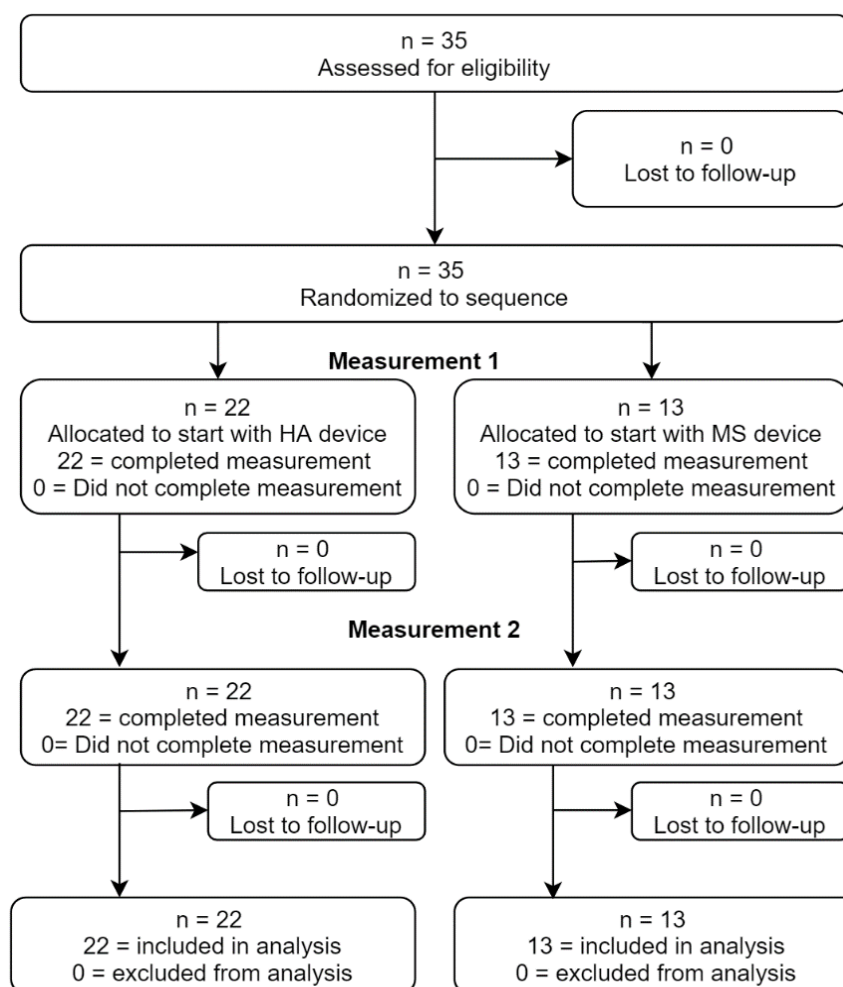 n = 35
Assessed for eligibility
n = 0
Lost to follow-up
n = 35
Randomized to sequence
Measurement 1
n = 22
Allocated to start with HA device
22 = completed measurement
0 = Did not complete measurement
n = 13
Allocated to start with MS device
13 = completed measurement
0 = Did not complete measurement
n = 0
Lost to follow-up
n = 0
Lost to follow-up
Measurement 2
n = 22
22 = completed measurement
0= Did not complete measurement
n = 13
13 = completed measurement
0= Did not complete measurement
n = 0
Lost to follow-up
n = 0
Lost to follow-up
n = 22
22 = included in analysis
0 = excluded from analysis
n = 13
13 = included in analysis
0 = excluded from analysis